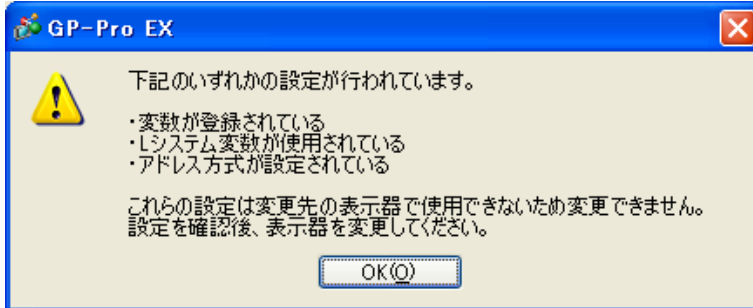 GP-Pro EX
下記のいずれかの設定が行われています。
・変数が登録されている
・Lシステム変数が使用されている
・アドレス方式が設定されている
これらの設定は変更先の表示器で使用できないため変更できません。
設定を確認後、表示器を変更してください。
OK(O)